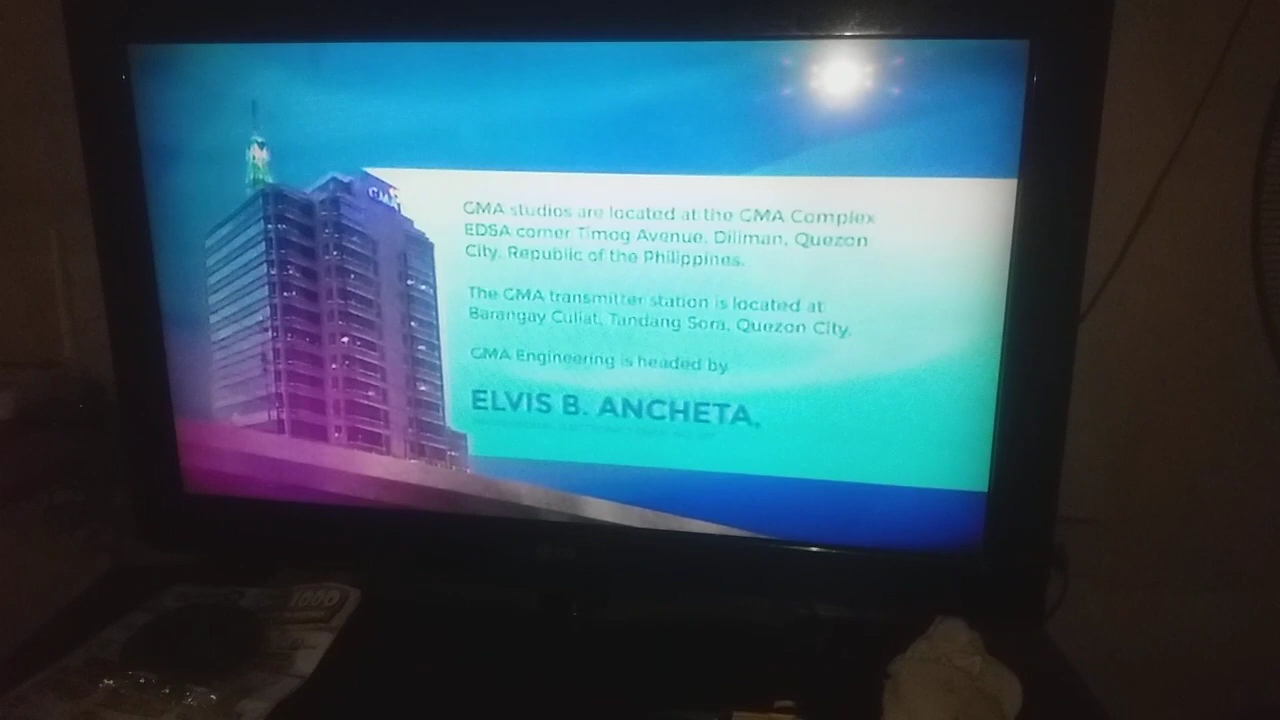 GMA
GMA studios are located at the GMA Complex
EDSA corner Timog Avenue, Diliman, Quezon
City, Republic of the Philippines.
The GMA transmitter station is located at
Barangay Culiat, Tandang Sora, Quezon City.
GMA Engineering is headed by
ELVIS B. ANCHETA,
1000